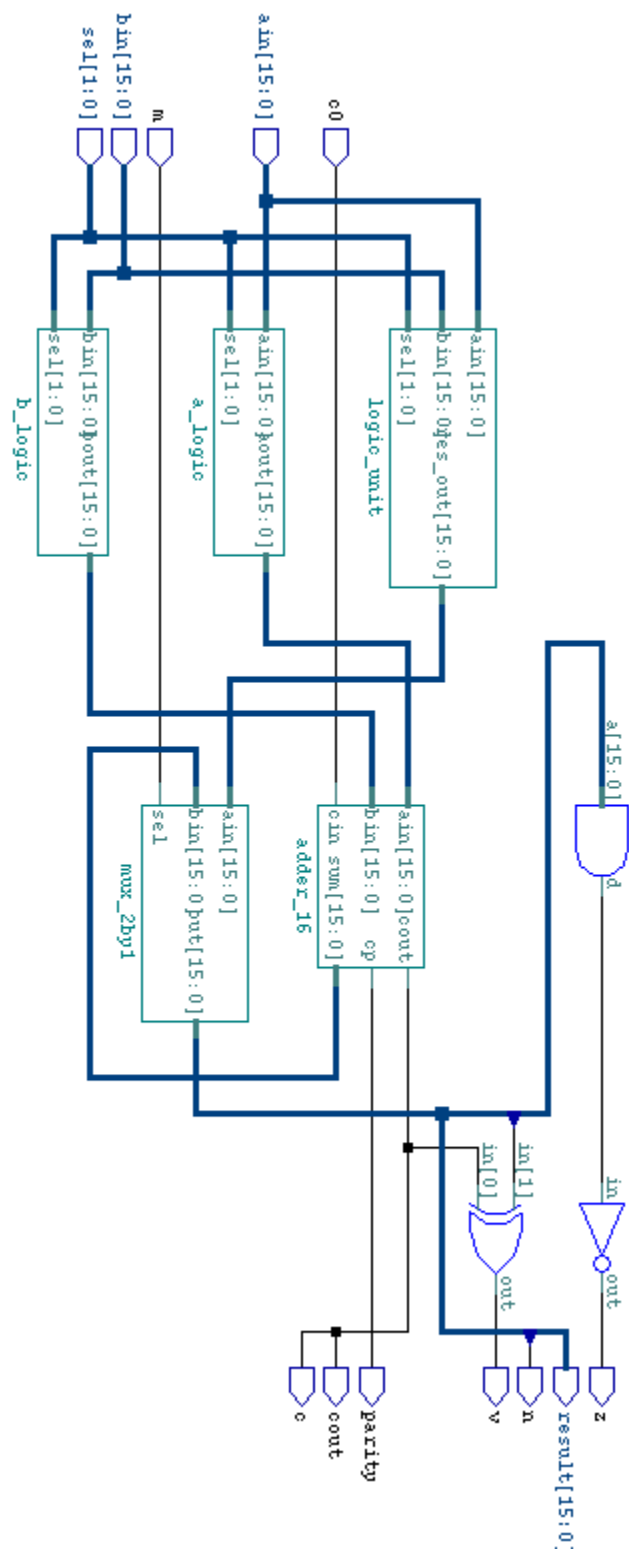 a[15:0]
d
in
out
z
result[15:0]
n
in[1]
in[0]
out
v
ain[15:0]
bin[15:0]
res_out[15:0]
sel[1:0]
logic_unit
c0
ain[15:0]
cout
bin[15:0]
cp
cin
sum[15:0]
adder_16
parity
cout
c
ain[15:0]
ain[15:0]
aout[15:0]
sel[1:0]
a_logic
ain[15:0]
bin[15:0]
out[15:0]
sel
mux_2by1
m
bin[15:0]
sel[1:0]
bin[15:0]
bout[15:0]
sel[1:0]
b_logic